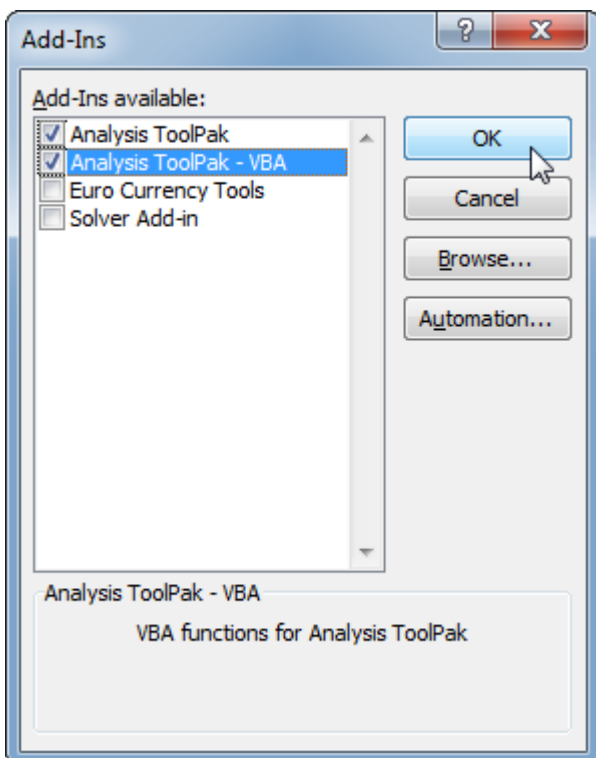 Add-Ins
Add-Ins available:
Analysis ToolPak
Analysis ToolPak - VBA
Euro Currency Tools
Solver Add-in
OK
Cancel
Browse...
Automation...
Analysis ToolPak - VBA
VBA functions for Analysis ToolPak